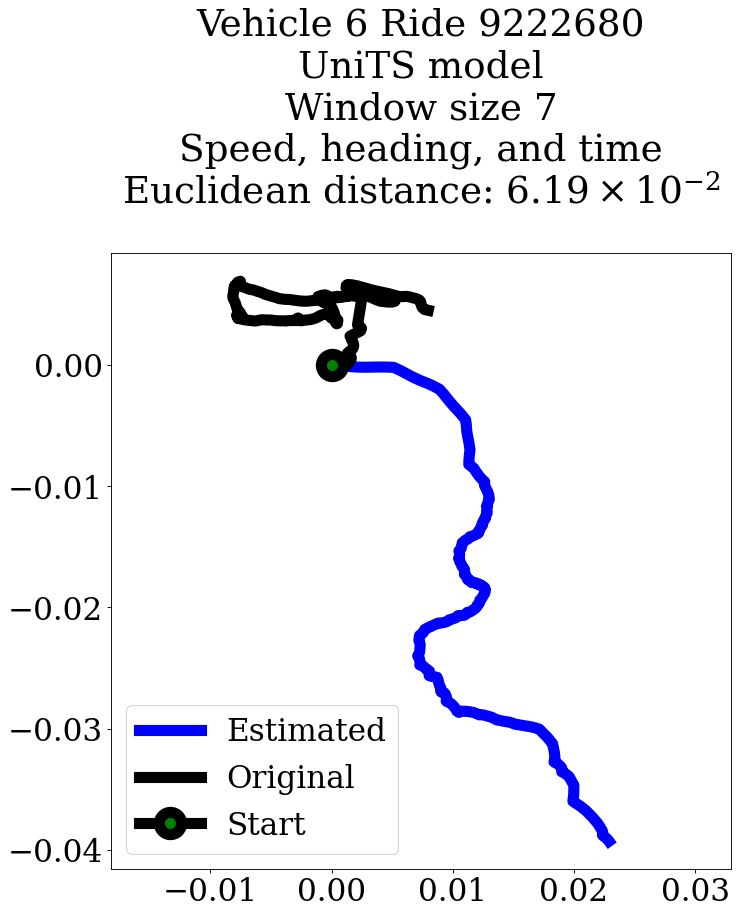 Vehicle 6 Ride 9222680
UniTS model
Window size 7
Speed, heading, and time
Euclidean distance: 6.19 × 10⁻²
0.00
−0.01
−0.02
−0.03
−0.04
Estimated
Original
Start
−0.01 0.00 0.01 0.02 0.03